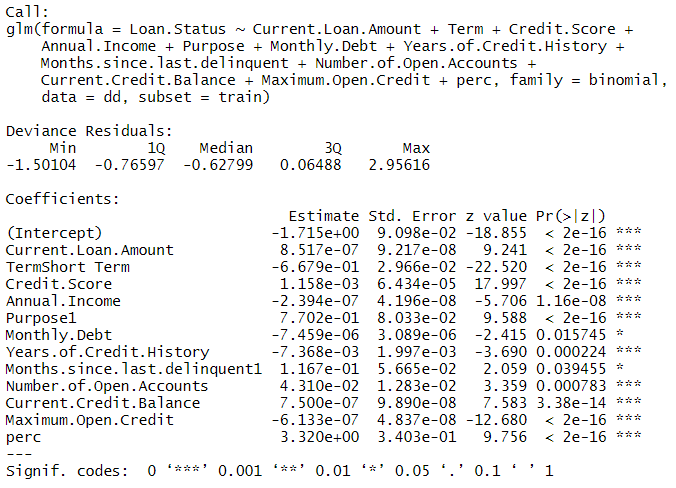 Call:
glm(formula = Loan.Status ~ Current.Loan.Amount + Term + Credit.Score +
    Annual.Income + Purpose + Monthly.Debt + Years.of.Credit.History +
    Months.since.last.delinquent + Number.of.Open.Accounts +
    Current.Credit.Balance + Maximum.Open.Credit + perc, family = binomial,
    data = dd, subset = train)

Deviance Residuals:
     Min       1Q   Median       3Q      Max
-1.50104 -0.76597 -0.62799  0.06488  2.95616

Coefficients:
                               Estimate Std. Error z value Pr(>|z|)
(Intercept)                  -1.715e+00  9.098e-02 -18.855  < 2e-16 ***
Current.Loan.Amount           8.517e-07  9.217e-08   9.241  < 2e-16 ***
TermShort Term               -6.679e-01  2.966e-02 -22.520  < 2e-16 ***
Credit.Score                  1.158e-03  6.434e-05  17.997  < 2e-16 ***
Annual.Income                -2.394e-07  4.196e-08  -5.706 1.16e-08 ***
Purpose1                      7.702e-01  8.033e-02   9.588  < 2e-16 ***
Monthly.Debt                 -7.459e-06  3.089e-06  -2.415 0.015745 *
Years.of.Credit.History      -7.368e-03  1.997e-03  -3.690 0.000224 ***
Months.since.last.delinquent1 1.167e-01  5.665e-02   2.059 0.039455 *
Number.of.Open.Accounts       4.310e-02  1.283e-02   3.359 0.000783 ***
Current.Credit.Balance        7.500e-07  9.890e-08   7.583 3.38e-14 ***
Maximum.Open.Credit          -6.133e-07  4.837e-08 -12.680  < 2e-16 ***
perc                          3.320e+00  3.403e-01   9.756  < 2e-16 ***
---
Signif. codes:  0 ‘***’ 0.001 ‘**’ 0.01 ‘*’ 0.05 ‘.’ 0.1 ‘ ’ 1